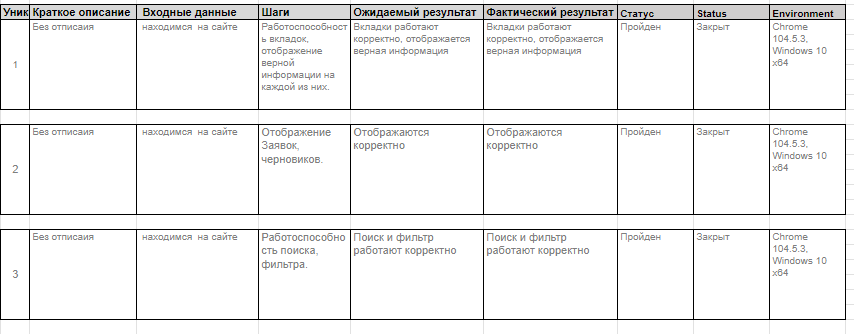 Уник Краткое описание Входные данные Шаги Ожидаемый результат Фактический результат Статус Status Environment
1
Без отписаия
находимся на сайте
Работоспособност
ь вкладок,
отображение
верной
информации на
каждой из них.
Вкладки работают
корректно, отображается
верная информация
Вкладки работают
корректно, отображается
верная информация
Пройден
Закрыт
Chrome
104.5.3,
Windows 10
x64
2
Без отписаия
находимся на сайте
Отображение
Заявок,
черновиков.
Отображаются
корректно
Отображаются
корректно
Пройден
Закрыт
Chrome
104.5.3,
Windows 10
x64
3
Без отписаия
находимся на сайте
Работоспособно
сть поиска,
фильтра.
Поиск и фильтр
работают корректно
Поиск и фильтр
работают корректно
Пройден
Закрыт
Chrome
104.5.3,
Windows 10
x64